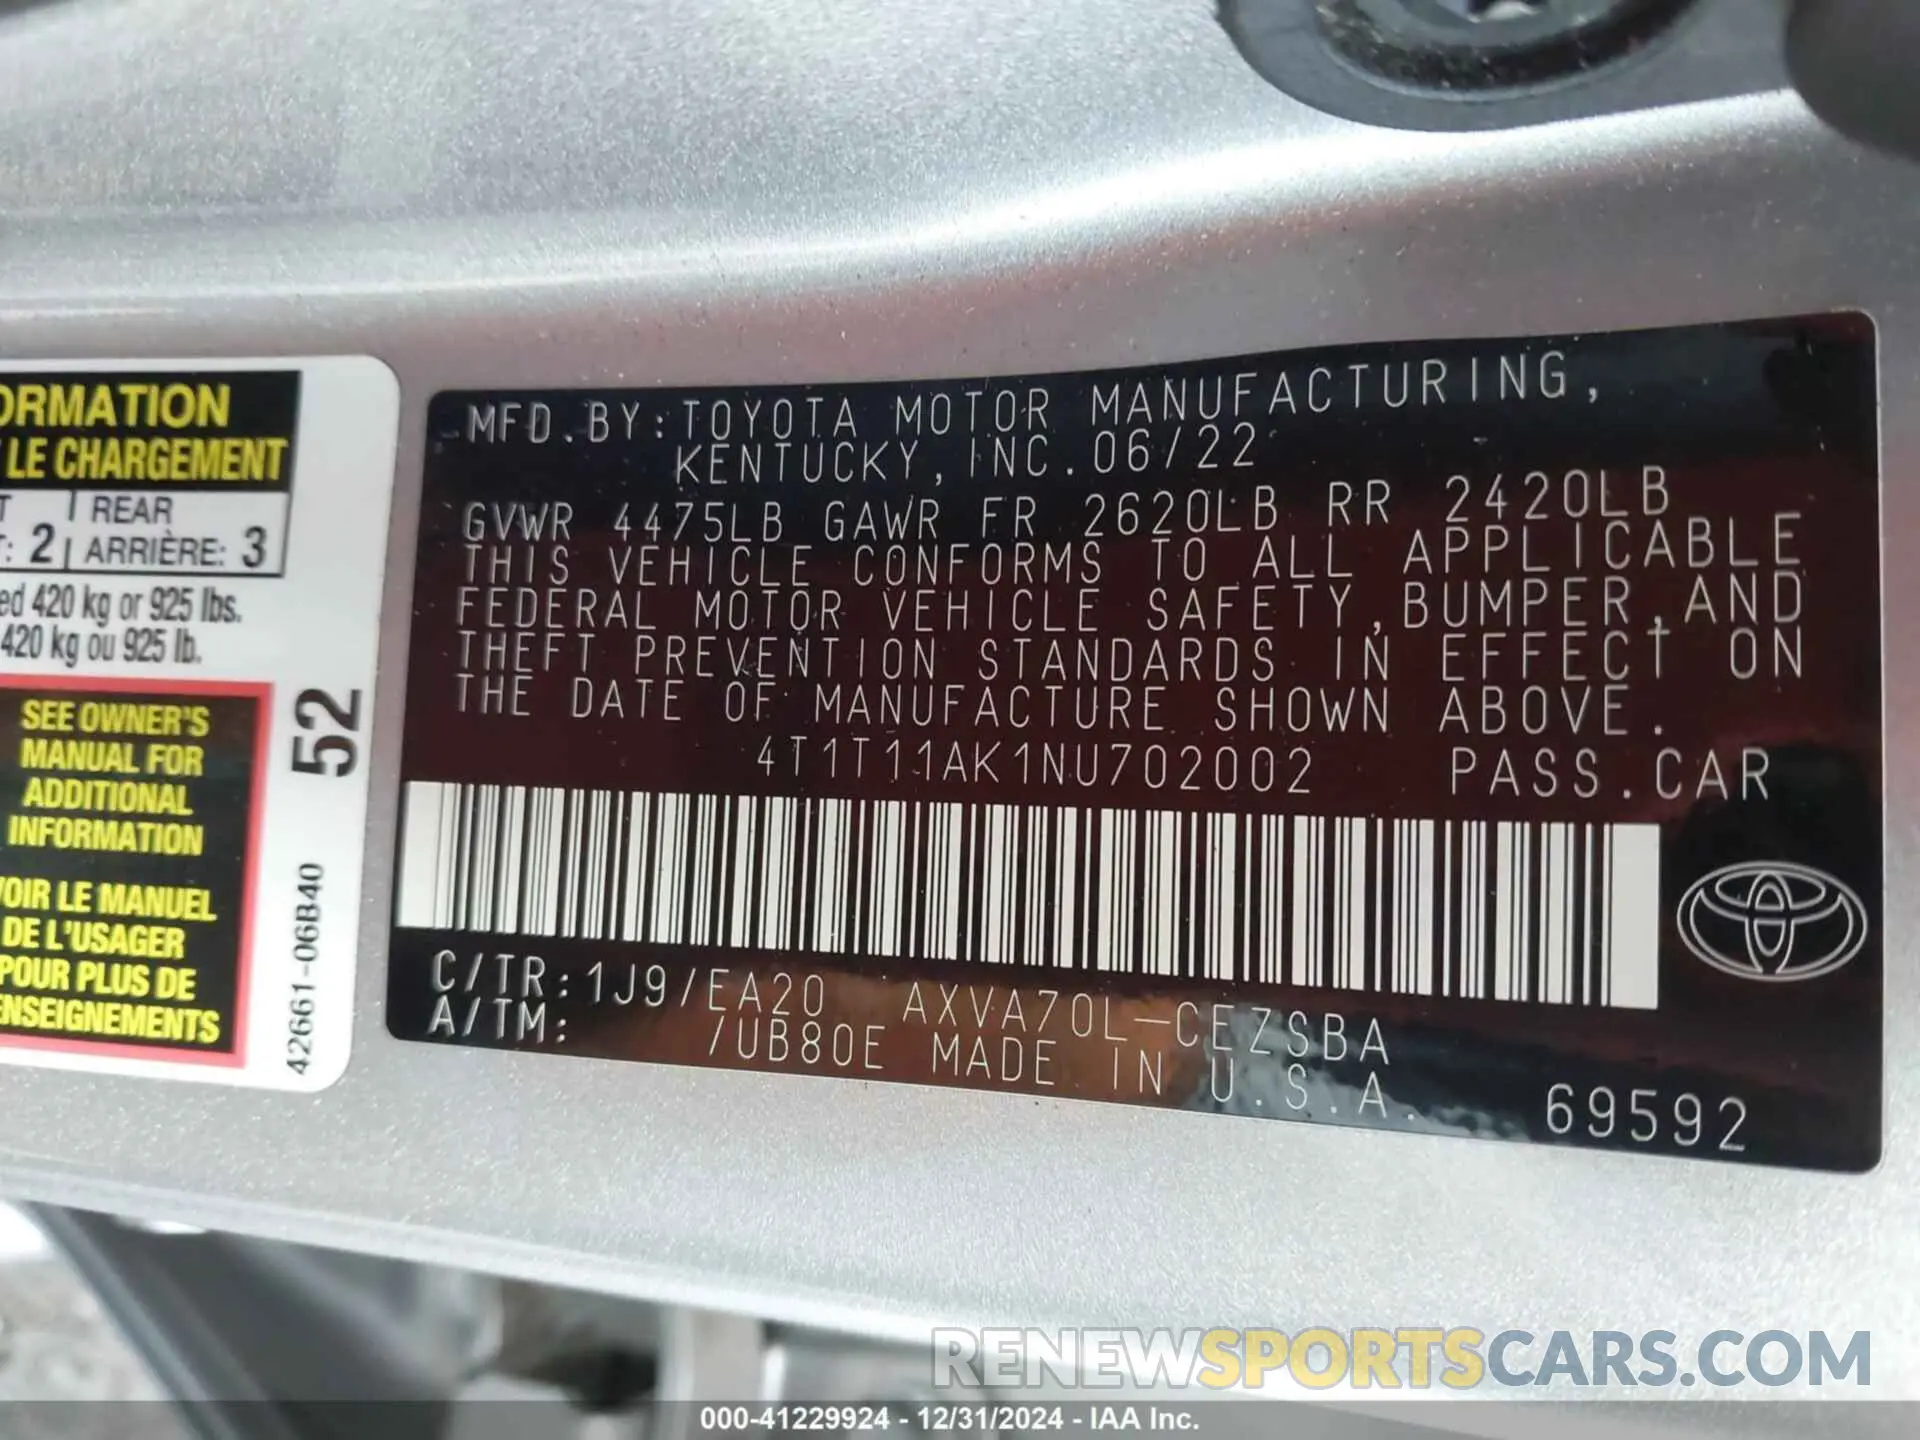 ORMATION
LE CHARGEMENT
T REAR
T: 2 ARRIÈRE: 3
ed 420 kg or 925 lbs.
420 kg ou 925 lb.
SEE OWNER'S
MANUAL FOR
ADDITIONAL
INFORMATION
VOIR LE MANUEL
DE L'USAGER
POUR PLUS DE
ENSEIGNEMENTS
52
42661-06B40
MFD.BY:TOYOTA MOTOR MANUFACTURING,
KENTUCKY,INC.06/22
GVWR 4475LB GAWR FR 2620LB RR 2420LB
THIS VEHICLE CONFORMS TO ALL APPLICABLE
FEDERAL MOTOR VEHICLE SAFETY,BUMPER,AND
THEFT PREVENTION STANDARDS IN EFFECT ON
THE DATE OF MANUFACTURE SHOWN ABOVE.
4T1T11AK1NU702002 PASS.CAR
C/TR:1J9/EA20 AXVA70L-CEZSBA
A/TM: /UB80E MADE IN U.S.A.
69592
RENEWSPORTSCARS.COM
000-41229924 - 12/31/2024 - IAA Inc.